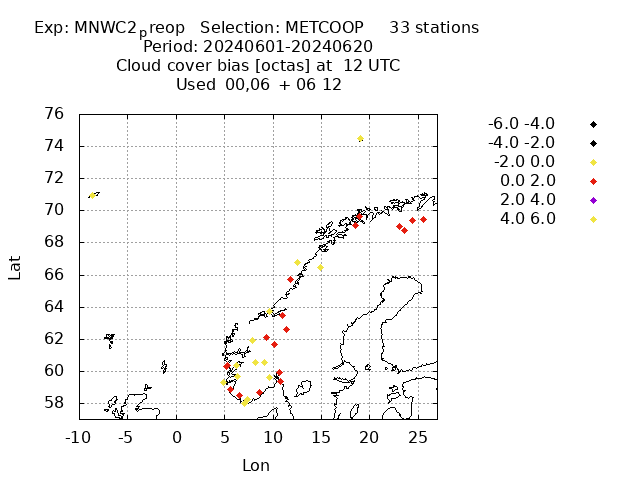 Exp: MNWC2preop   Selection: METCOOP     33 stations
Period: 20240601-20240620
Cloud cover bias [octas] at  12 UTC
Used  00,06  + 06 12
-6.0 -4.0
-4.0 -2.0
-2.0 0.0
0.0 2.0
2.0 4.0
4.0 6.0
76
74
72
70
68
66
64
62
60
58
Lat
-10 -5 0 5 10 15 20 25
Lon